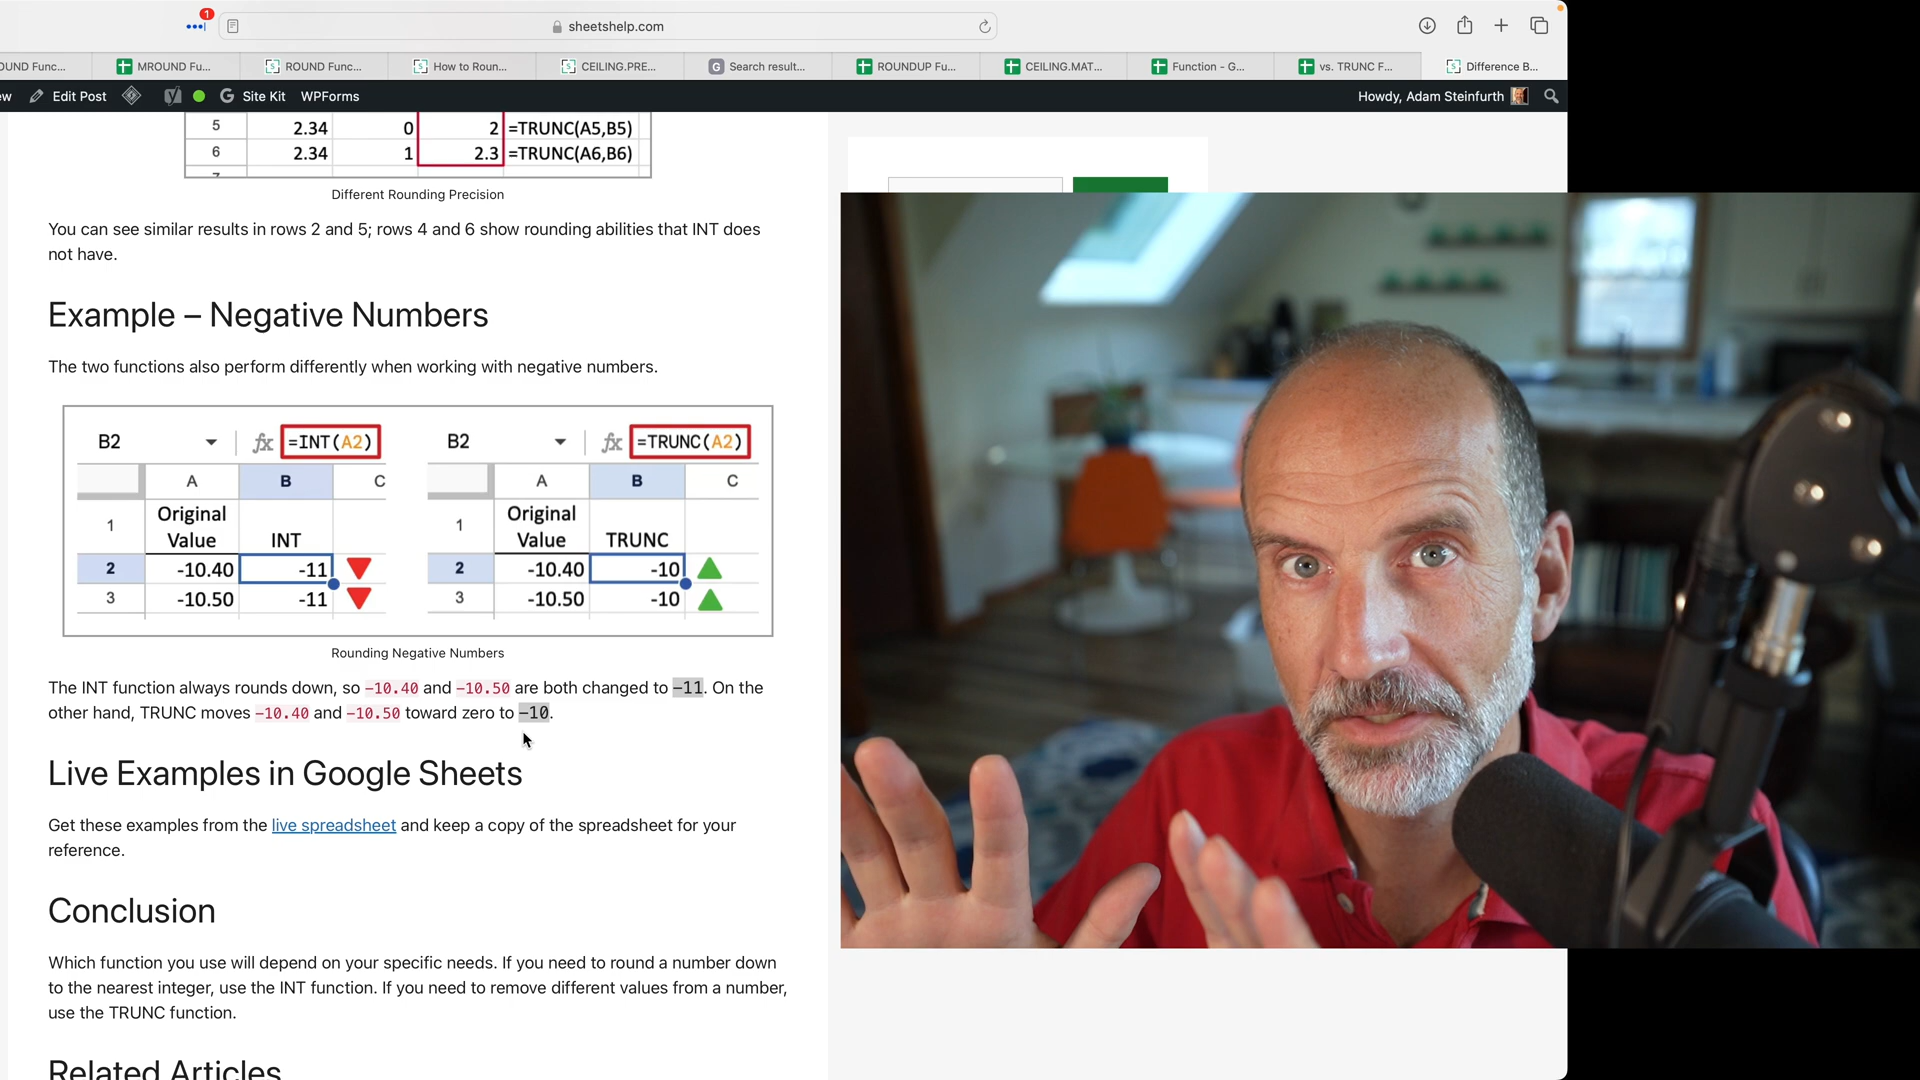 1
sheetshelp.com
OUND Func...
MROUND Fu...
ROUND Func...
How to Roun...
CEILING.PRE...
G Search result...
ROUNDUP Fu...
CEILING.MAT...
Function - G...
vs. TRUNC F...
Difference B...
ew
Edit Post
G Site Kit
WPForms
Howdy, Adam Steinfurth
5 2.34 0 2 =TRUNC(A5,B5)
6 2.34 1 2.3 =TRUNC(A6,B6)
Different Rounding Precision
You can see similar results in rows 2 and 5; rows 4 and 6 show rounding abilities that INT does
not have.
Example – Negative Numbers
The two functions also perform differently when working with negative numbers.
B2 fx =INT(A2)
A B C
1 Original Value INT
2 -10.40 -11
3 -10.50 -11
B2 fx =TRUNC(A2)
A B C
1 Original Value TRUNC
2 -10.40 -10
3 -10.50 -10
Rounding Negative Numbers
The INT function always rounds down, so -10.40 and -10.50 are both changed to -11. On the
other hand, TRUNC moves -10.40 and -10.50 toward zero to -10.
Live Examples in Google Sheets
Get these examples from the live spreadsheet and keep a copy of the spreadsheet for your
reference.
Conclusion
Which function you use will depend on your specific needs. If you need to round a number down
to the nearest integer, use the INT function. If you need to remove different values from a number,
use the TRUNC function.
Related Articles